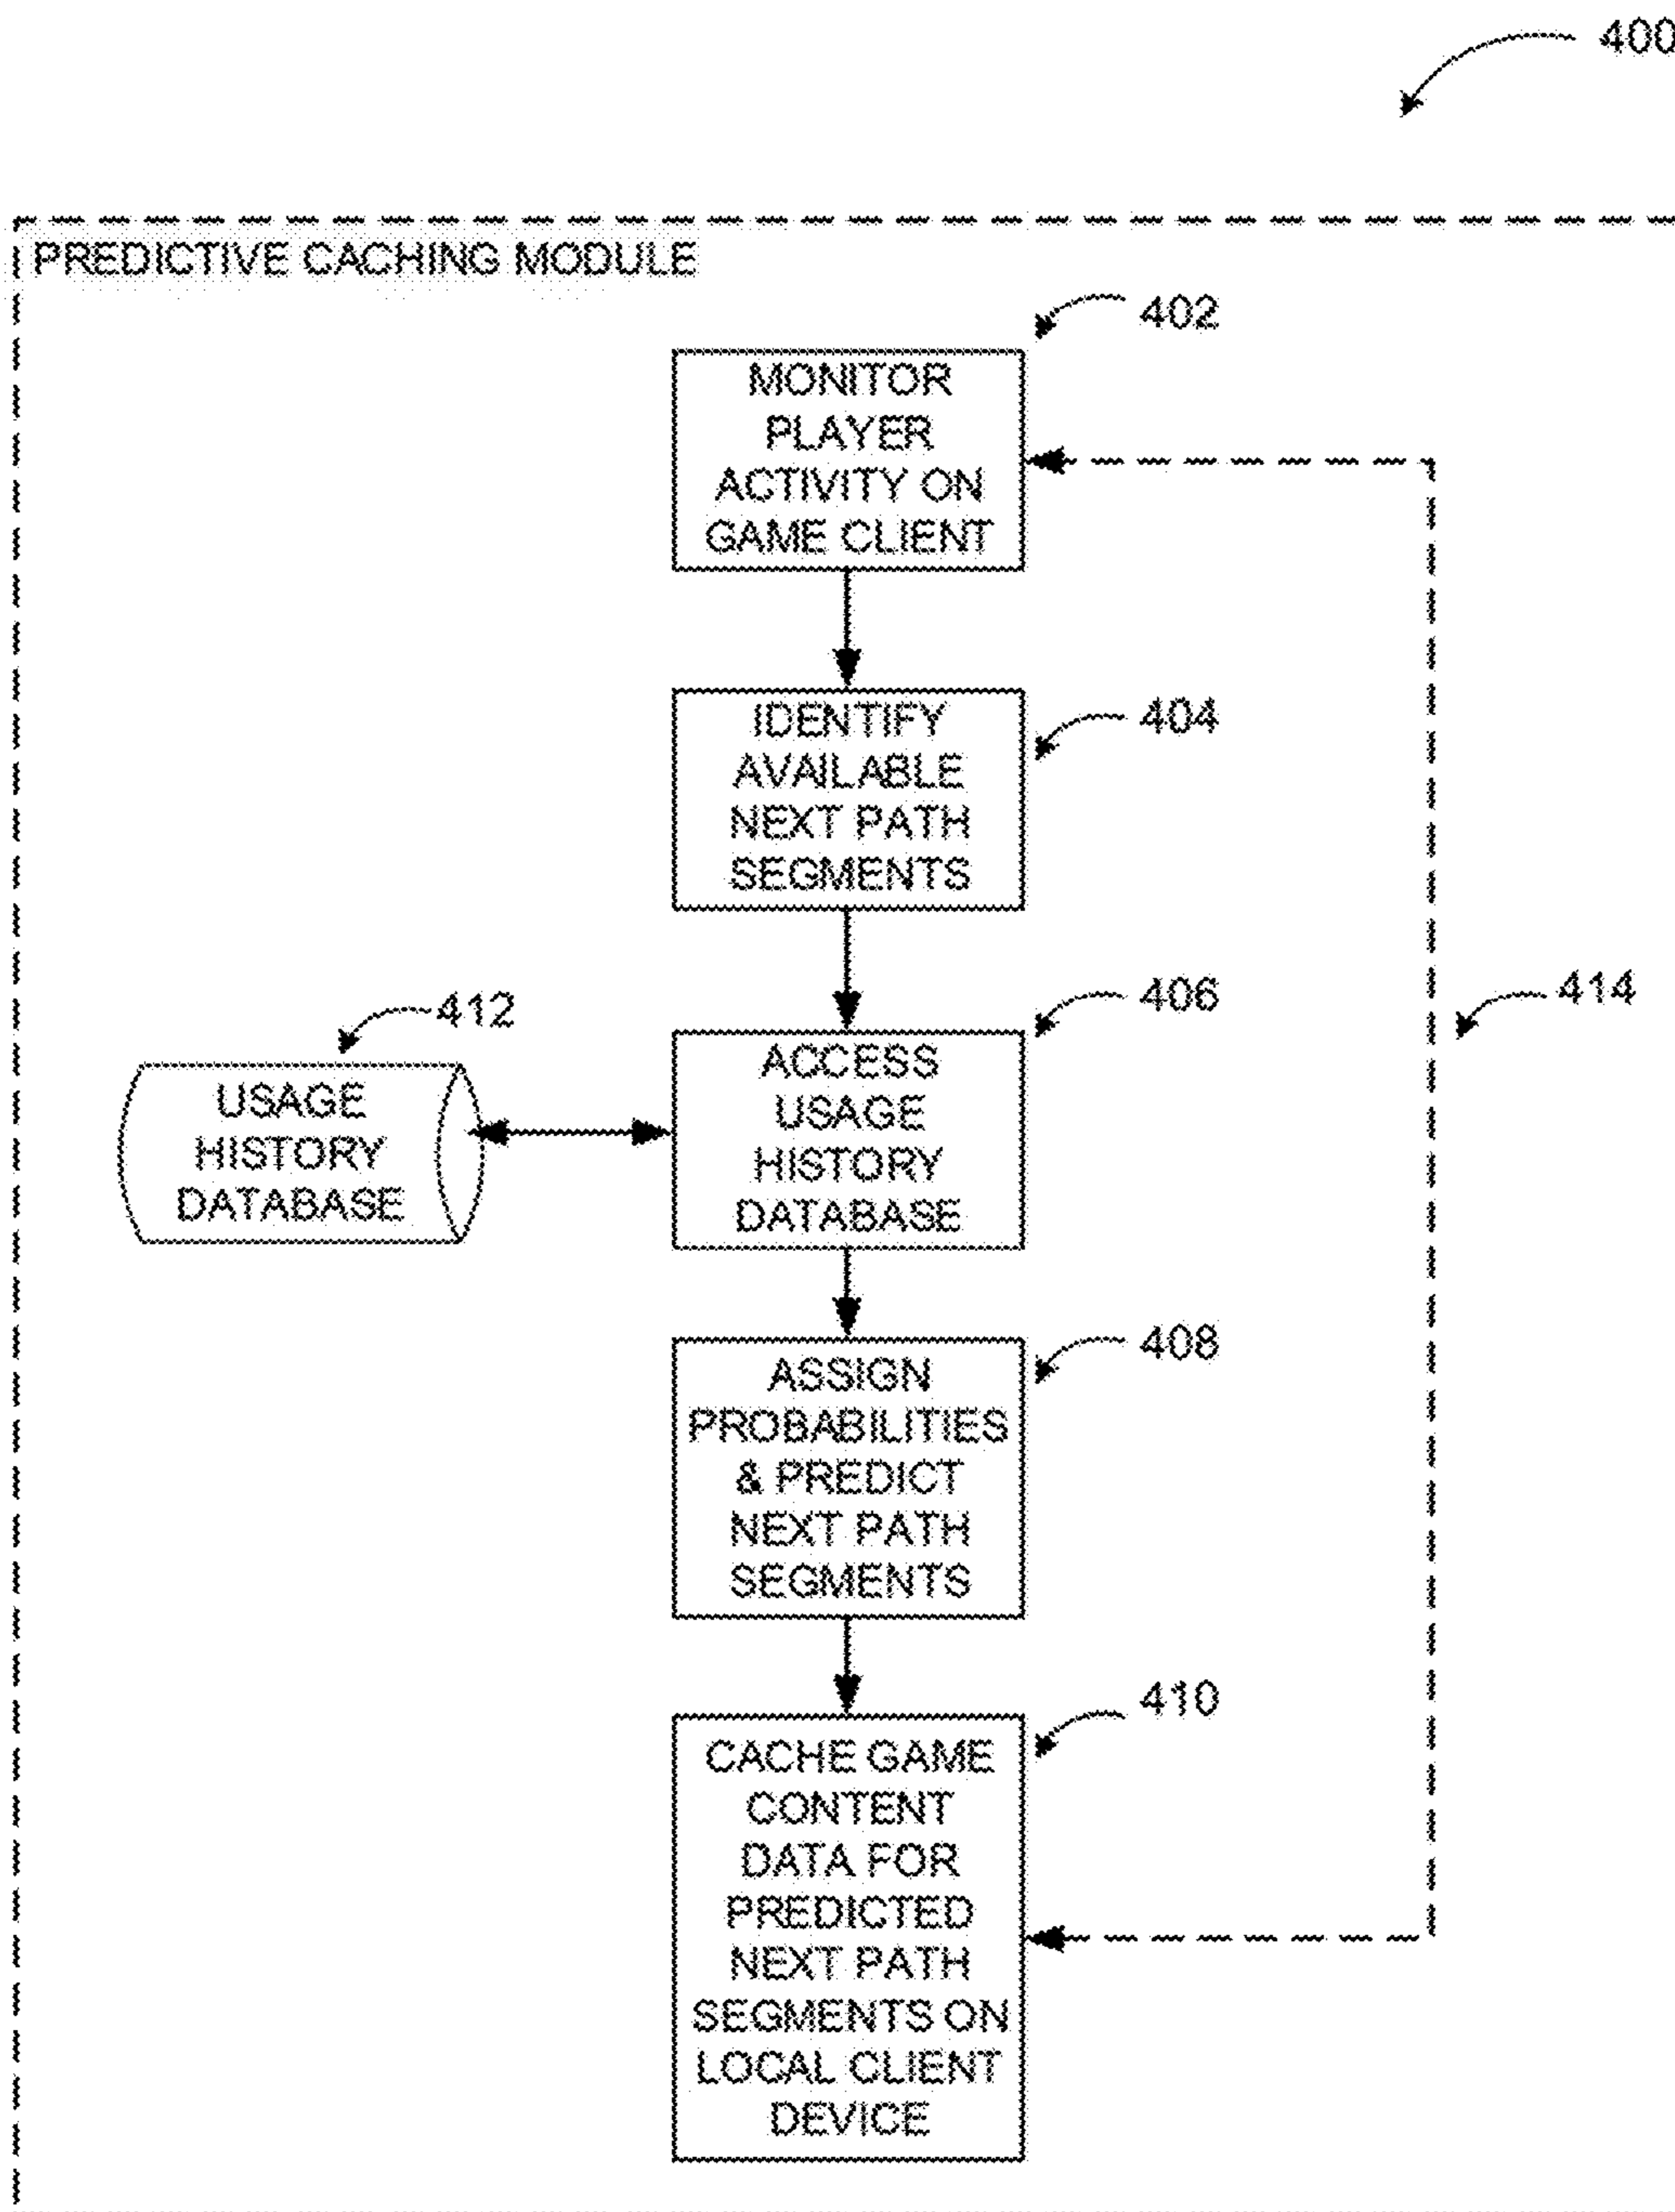 400
PREDICTIVE CACHING MODULE
402
MONITOR
PLAYER
ACTIVITY ON
GAME CLIENT
404
IDENTIFY
AVAILABLE
NEXT PATH
SEGMENTS
406
ACCESS
USAGE
HISTORY
DATABASE
412
USAGE
HISTORY
DATABASE
414
408
ASSIGN
PROBABILITIES
& PREDICT
NEXT PATH
SEGMENTS
410
CACHE GAME
CONTENT
DATA FOR
PREDICTED
NEXT PATH
SEGMENTS ON
LOCAL CLIENT
DEVICE